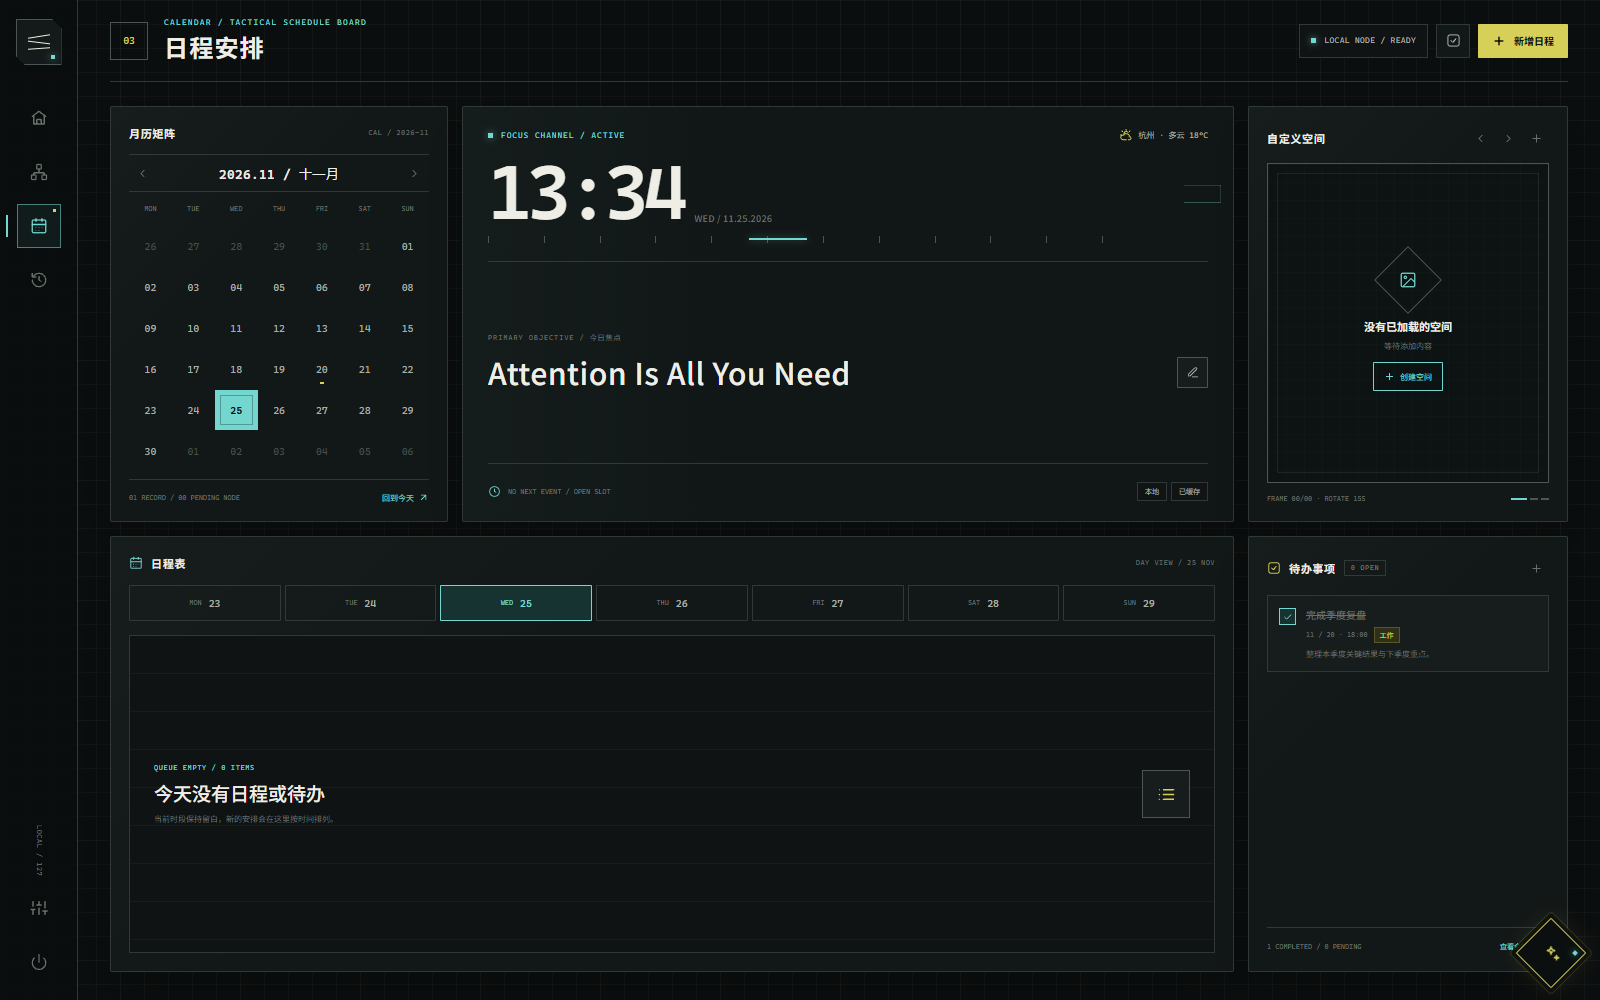 03
CALENDAR / TACTICAL SCHEDULE BOARD
日程安排
LOCAL NODE / READY
新增日程
月历矩阵
CAL / 2026-11
2026.11 / 十一月
MON TUE WED THU FRI SAT SUN
26 27 28 29 30 31 01
02 03 04 05 06 07 08
09 10 11 12 13 14 15
16 17 18 19 20 21 22
23 24 25 26 27 28 29
30 01 02 03 04 05 06
01 RECORD / 00 PENDING NODE
回到今天
FOCUS CHANNEL / ACTIVE
杭州 · 多云 18°C
13:34
WED / 11.25.2026
PRIMARY OBJECTIVE / 今日焦点
Attention Is All You Need
NO NEXT EVENT / OPEN SLOT
本地
已缓存
自定义空间
没有已加载的空间
等待添加内容
创建空间
FRAME 00/00 · ROTATE 15S
日程表
DAY VIEW / 25 NOV
MON 23
TUE 24
WED 25
THU 26
FRI 27
SAT 28
SUN 29
QUEUE EMPTY / 0 ITEMS
今天没有日程或待办
当前时段保持留白，新的安排会在这里按时间排列。
待办事项
0 OPEN
完成季度复盘
11 / 20 · 18:00
工作
整理本季度关键结果与下季度重点。
1 COMPLETED / 0 PENDING
查看
LOCAL / 127